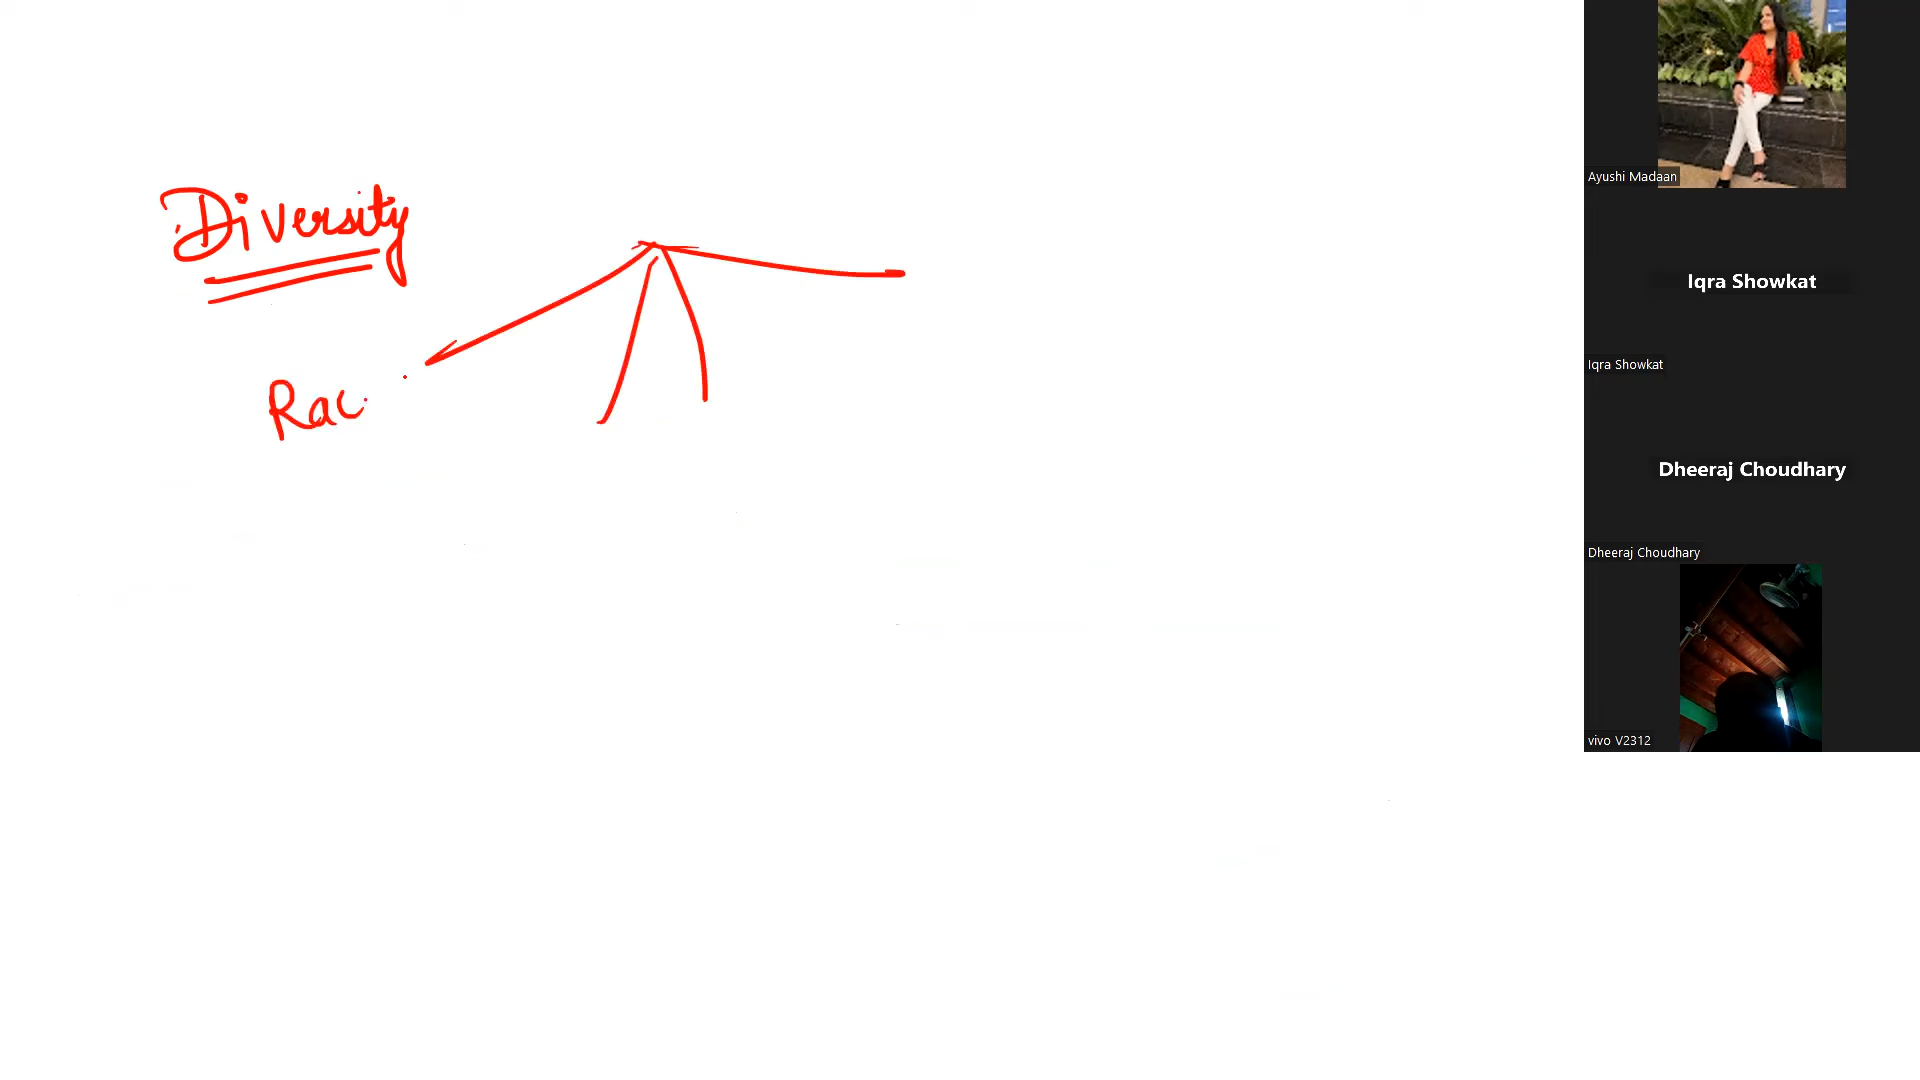 Diversity
Rac
Ayushi Madaan
Iqra Showkat
Iqra Showkat
Dheeraj Choudhary
Dheeraj Choudhary
vivo V2312